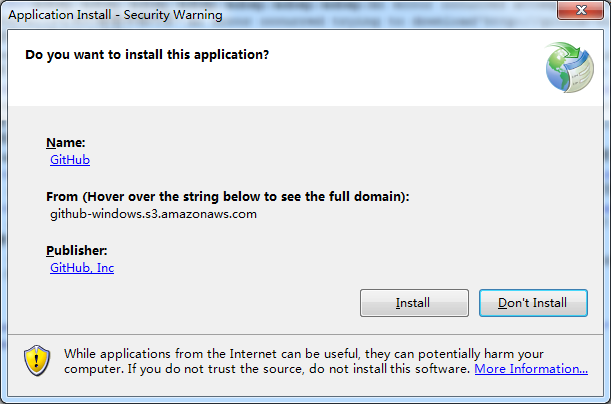 Application Install - Security Warning
Do you want to install this application?
Name:
GitHub
From (Hover over the string below to see the full domain):
github-windows.s3.amazonaws.com
Publisher:
GitHub, Inc
Install
Don't Install
While applications from the Internet can be useful, they can potentially harm your
computer. If you do not trust the source, do not install this software. More Information...